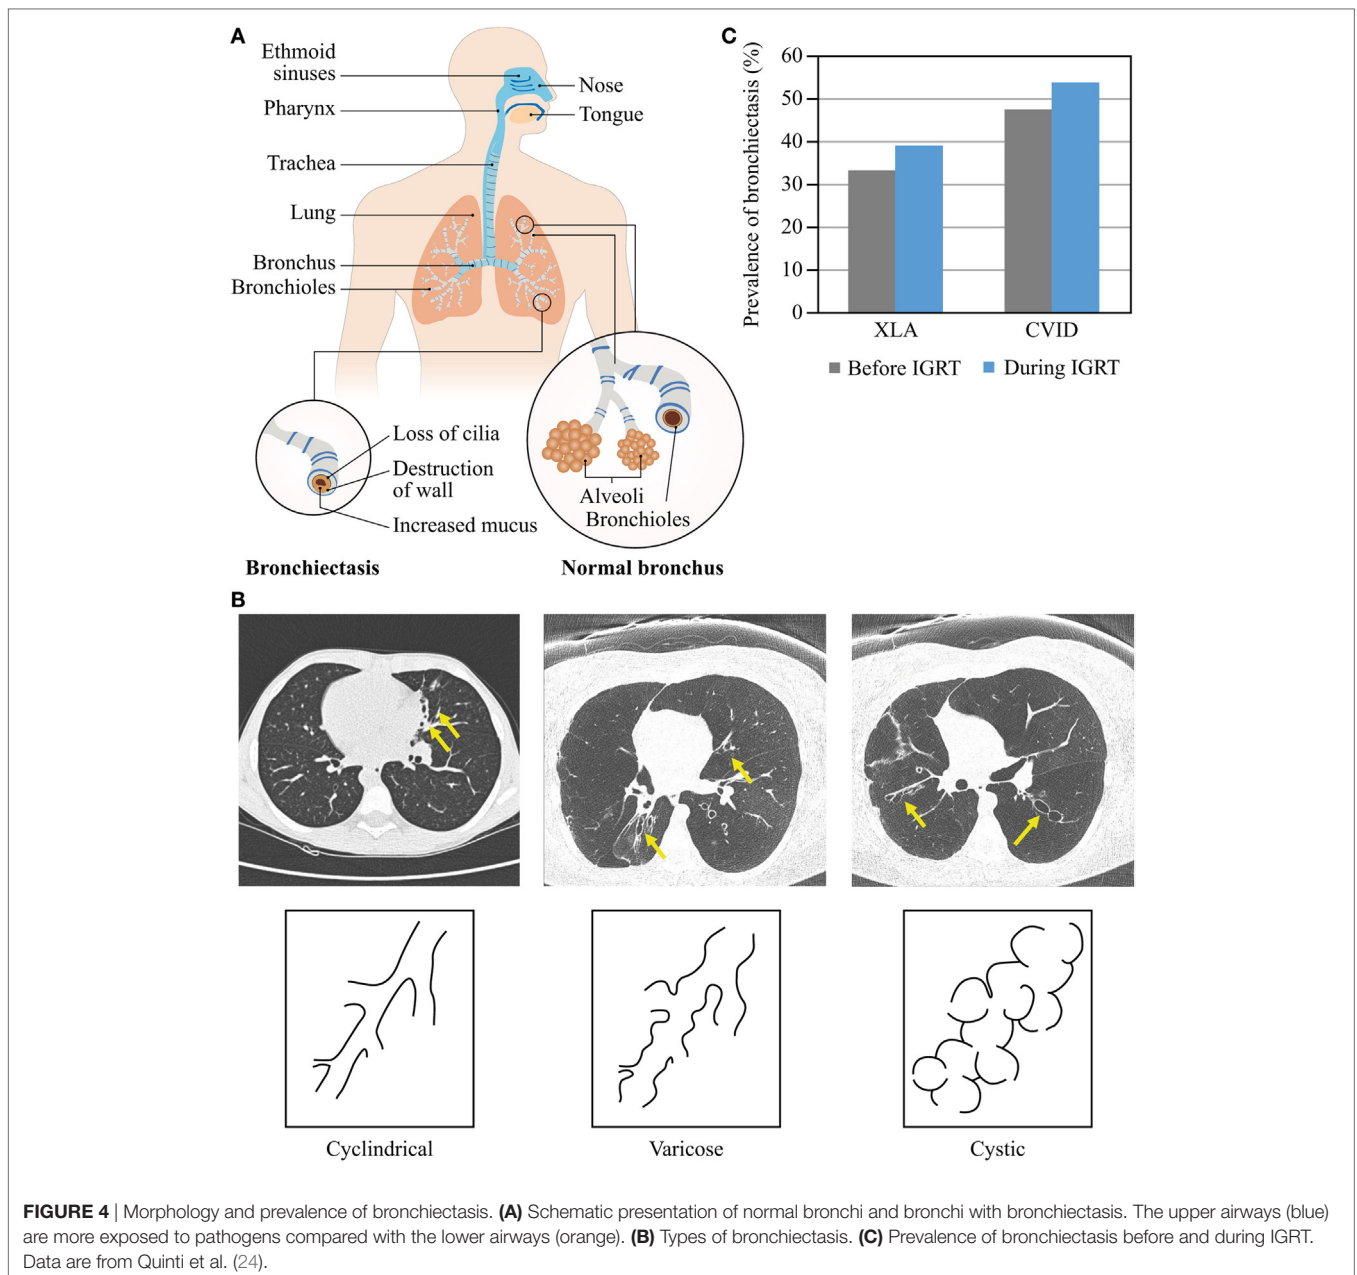 A
Ethmoid
sinuses
Nose
Pharynx
Tongue
Trachea
Lung
Bronchus
Bronchioles
Loss of cilia
Destruction
of wall
Increased mucus
Alveoli
Bronchioles
Bronchiectasis
Normal bronchus
C
Prevalence of bronchiectasis (%)
60
50
40
30
20
10
0
XLA
CVID
Before IGRT
During IGRT
B
Cyclindrical
Varicose
Cystic
FIGURE 4 | Morphology and prevalence of bronchiectasis. (A) Schematic presentation of normal bronchi and bronchi with bronchiectasis. The upper airways (blue)
are more exposed to pathogens compared with the lower airways (orange). (B) Types of bronchiectasis. (C) Prevalence of bronchiectasis before and during IGRT.
Data are from Quinti et al. (24).